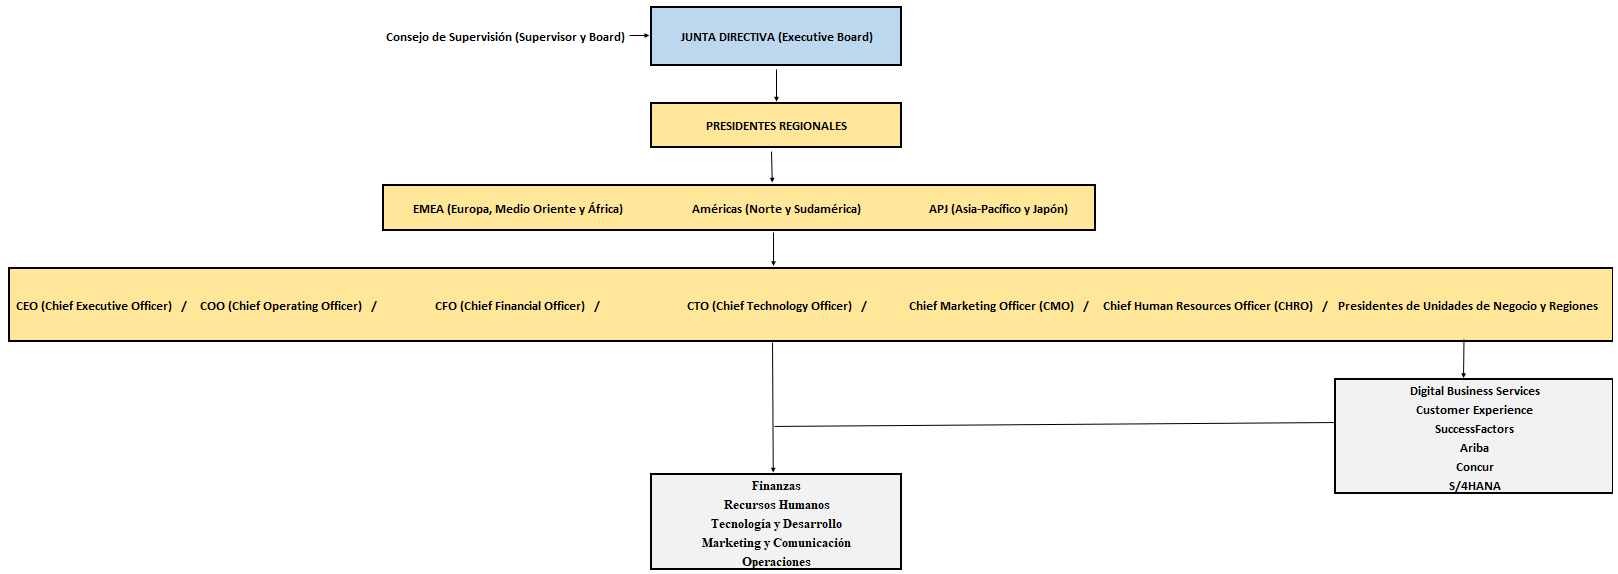 Consejo de Supervisión (Supervisor y Board)
JUNTA DIRECTIVA (Executive Board)
PRESIDENTES REGIONALES
EMEA (Europa, Medio Oriente y África)
Américas (Norte y Sudamérica)
APJ (Asia-Pacífico y Japón)
CEO (Chief Executive Officer) / COO (Chief Operating Officer) / CFO (Chief Financial Officer) / CTO (Chief Technology Officer) / Chief Marketing Officer (CMO) / Chief Human Resources Officer (CHRO) / Presidentes de Unidades de Negocio y Regiones
Digital Business Services
Customer Experience
SuccessFactors
Ariba
Concur
S/4HANA
Finanzas
Recursos Humanos
Tecnología y Desarrollo
Marketing y Comunicación
Operaciones